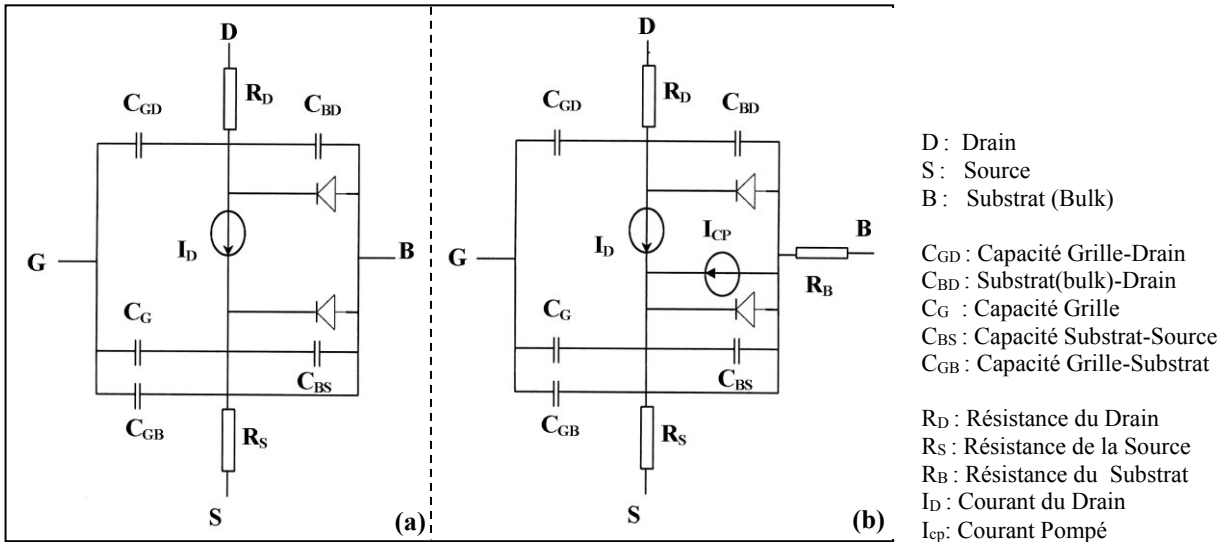 D
R_D
C_GD
C_BD
I_D
G
B
C_G
C_BS
C_GB
R_S
S
(a)
D
R_D
C_GD
C_BD
I_D
I_CP
G
B
R_B
C_G
C_BS
C_GB
R_S
S
(b)
D : Drain
S : Source
B : Substrat (Bulk)
C_GD : Capacité Grille-Drain
C_BD : Substrat(bulk)-Drain
C_G : Capacité Grille
C_BS : Capacité Substrat-Source
C_GB : Capacité Grille-Substrat
R_D : Résistance du Drain
R_S : Résistance de la Source
R_B : Résistance du Substrat
I_D : Courant du Drain
I_cp: Courant Pompé